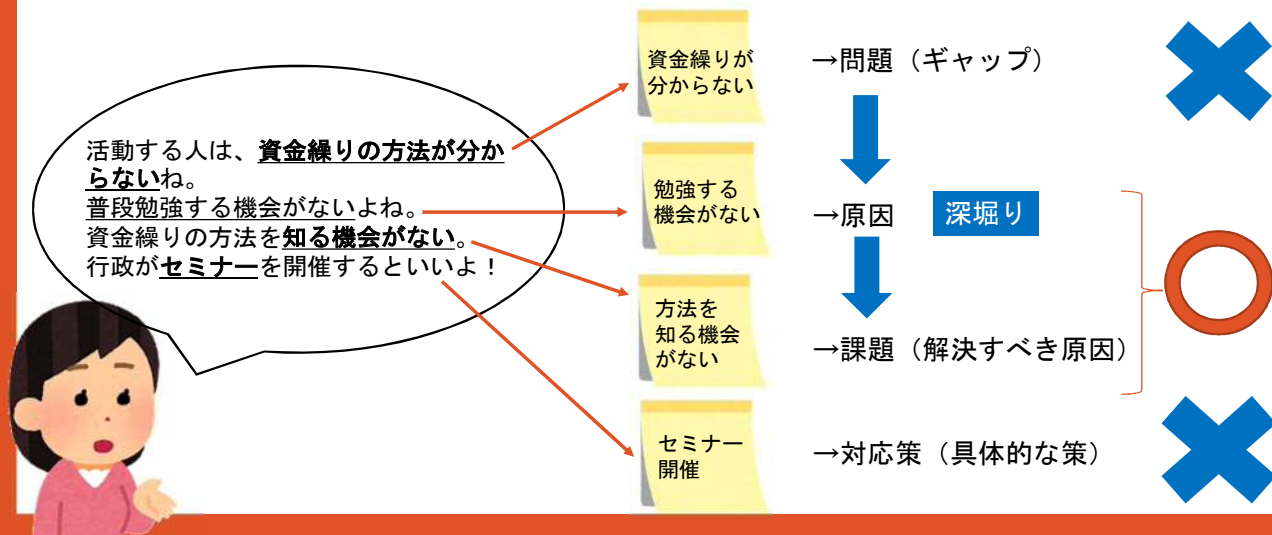 活動する人は、資金繰りの方法が分か
らないね。
普段勉強する機会がないよね。
資金繰りの方法を知る機会がない。
行政がセミナーを開催するといいよ！
資金繰りが
分からない
→問題（ギャップ）
勉強する
機会がない
→原因
深堀り
方法を
知る機会
がない
→課題（解決すべき原因）
セミナー
開催
→対応策（具体的な策）